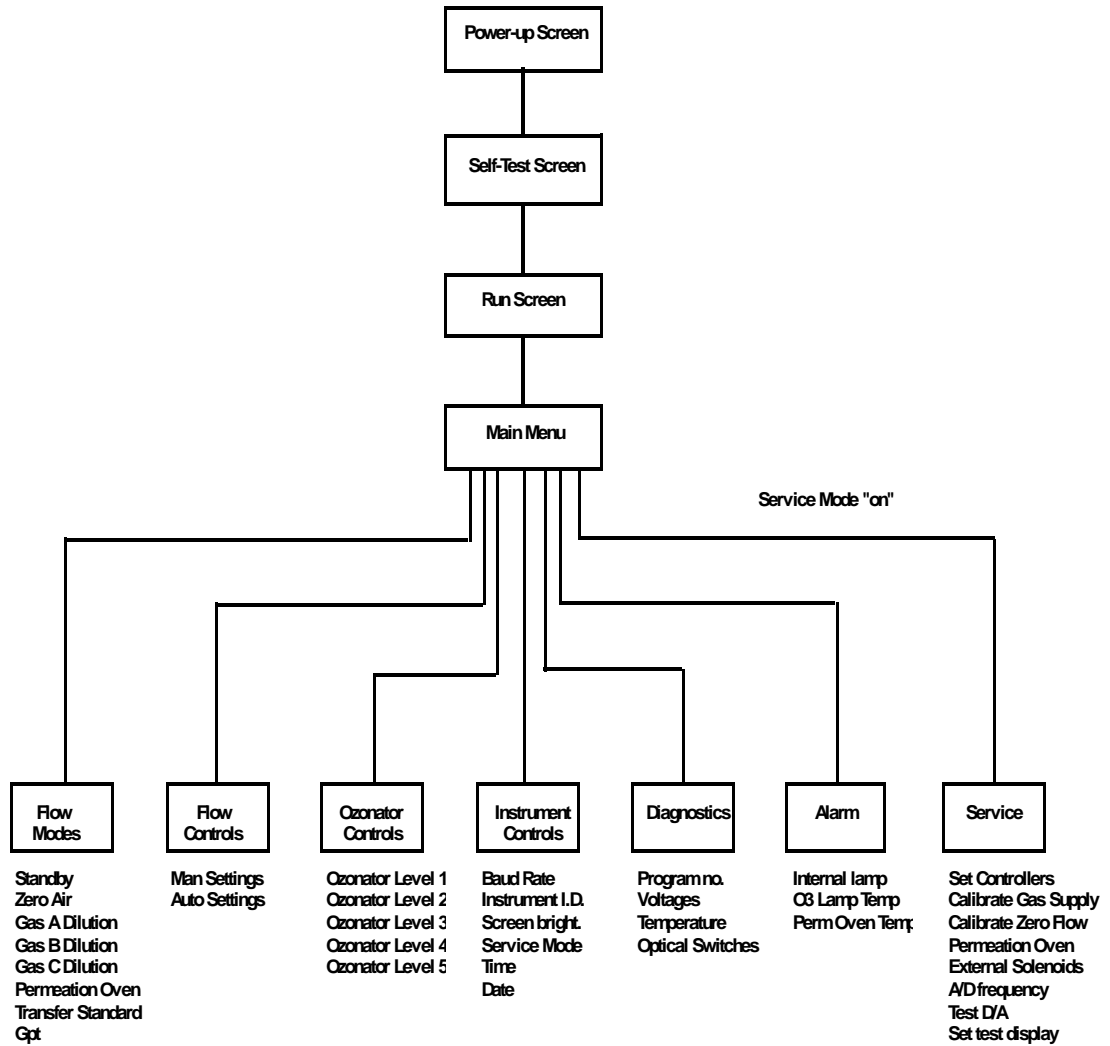 Power-up Screen
Self-Test Screen
Run Screen
Main Menu
Service Mode "on"
Flow
Modes
Standby
Zero Air
Gas A Dilution
Gas B Dilution
Gas C Dilution
Permeation Oven
Transfer Standard
Gpt
Flow
Controls
Man Settings
Auto Settings
Ozonator
Controls
Ozonator Level 1
Ozonator Level 2
Ozonator Level 3
Ozonator Level 4
Ozonator Level 5
Instrument
Controls
Baud Rate
Instrument I.D.
Screen bright.
Service Mode
Time
Date
Diagnostics
Program no.
Voltages
Temperature
Optical Switches
Alarm
Internal lamp
O3 Lamp Temp
Perm Oven Temp
Service
Set Controllers
Calibrate Gas Supply
Calibrate Zero Flow
Permeation Oven
External Solenoids
A/D frequency
Test D/A
Set test display